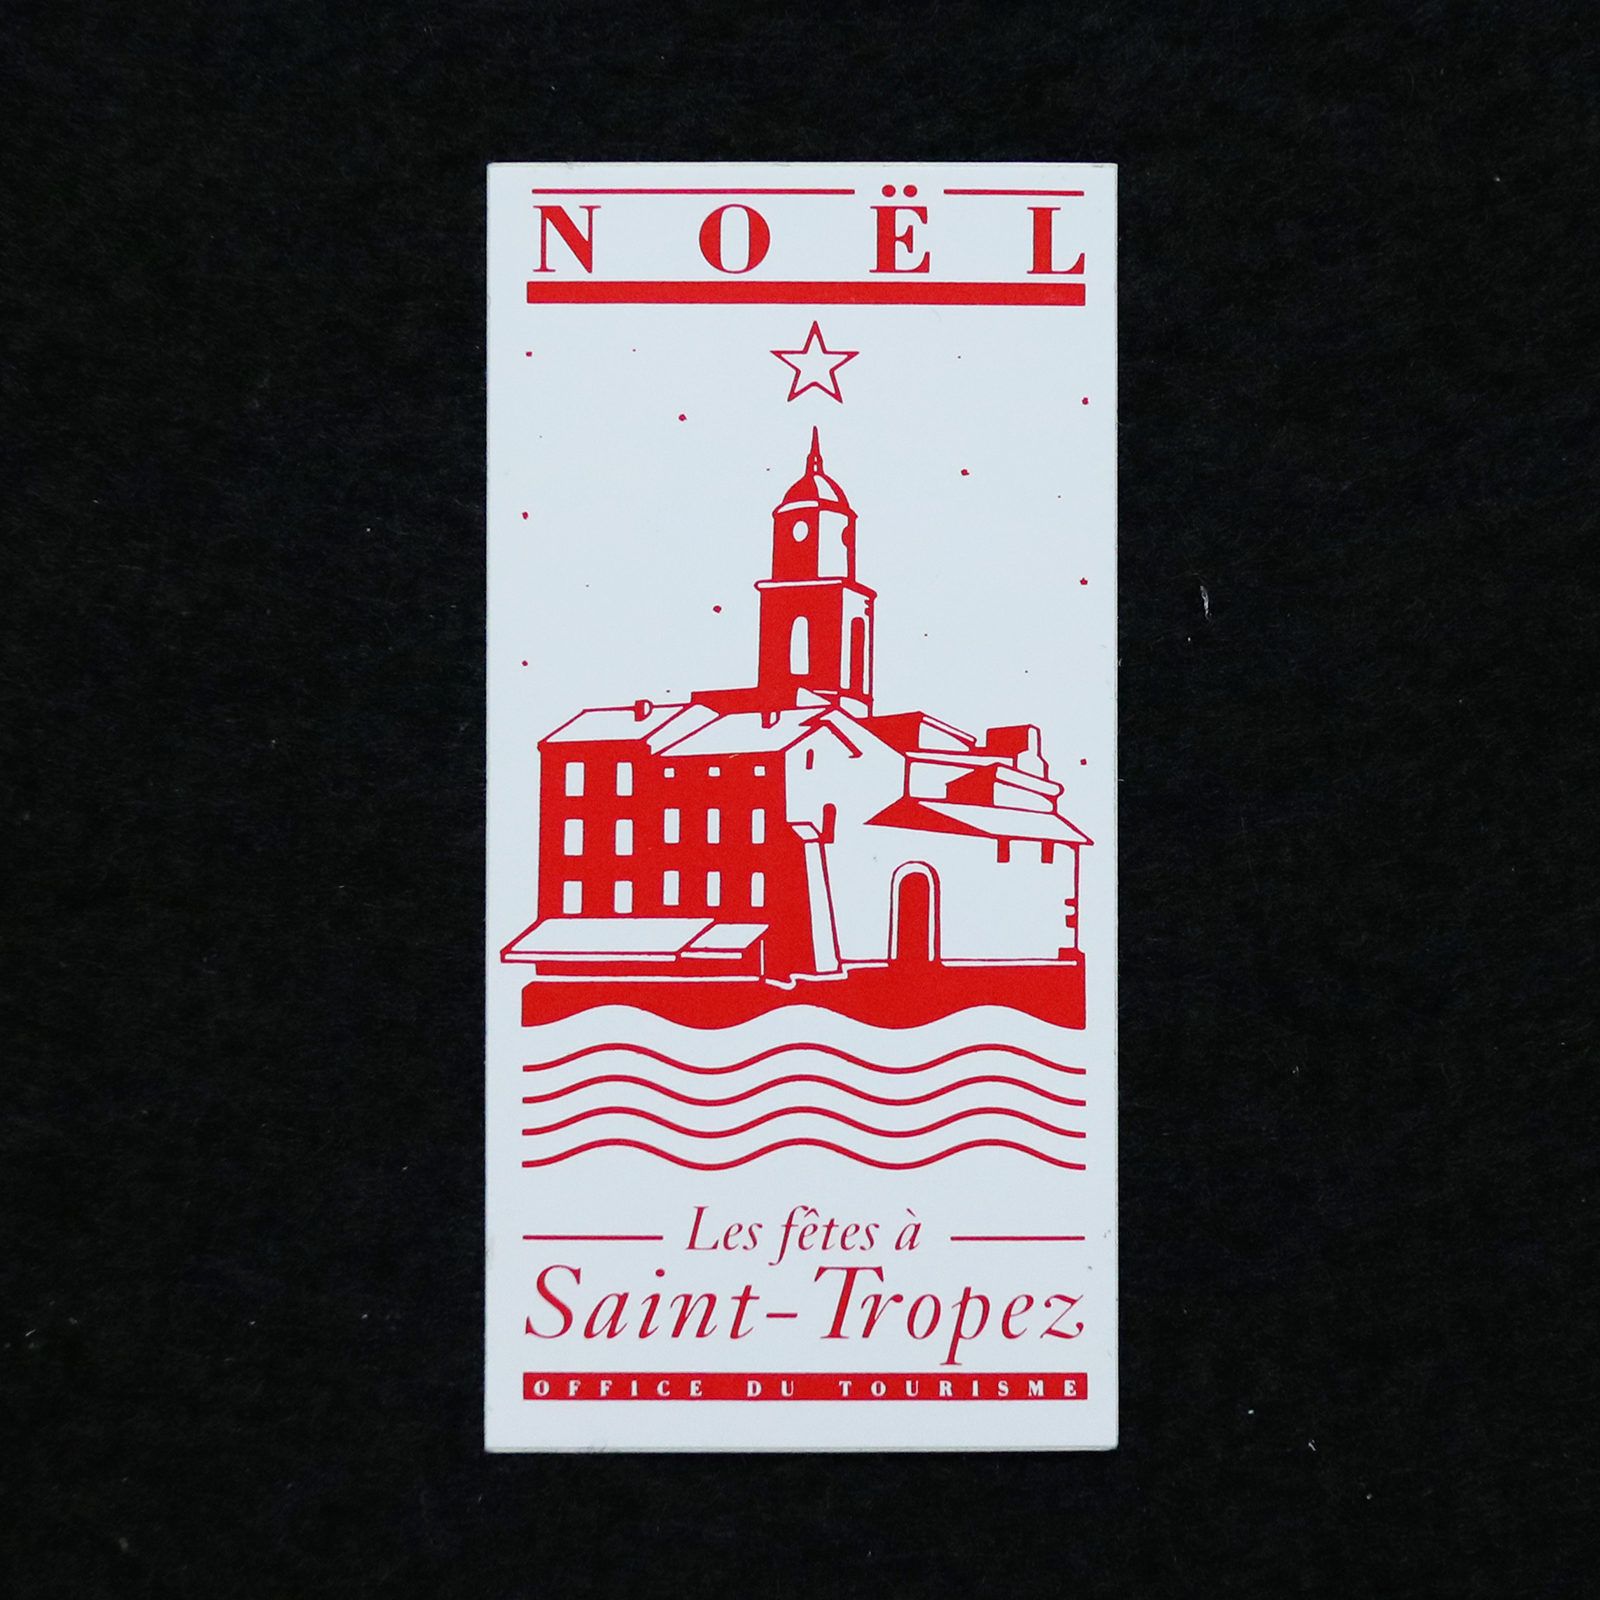 NOËL
Les fêtes à
Saint-Tropez
OFFICE DU TOURISME